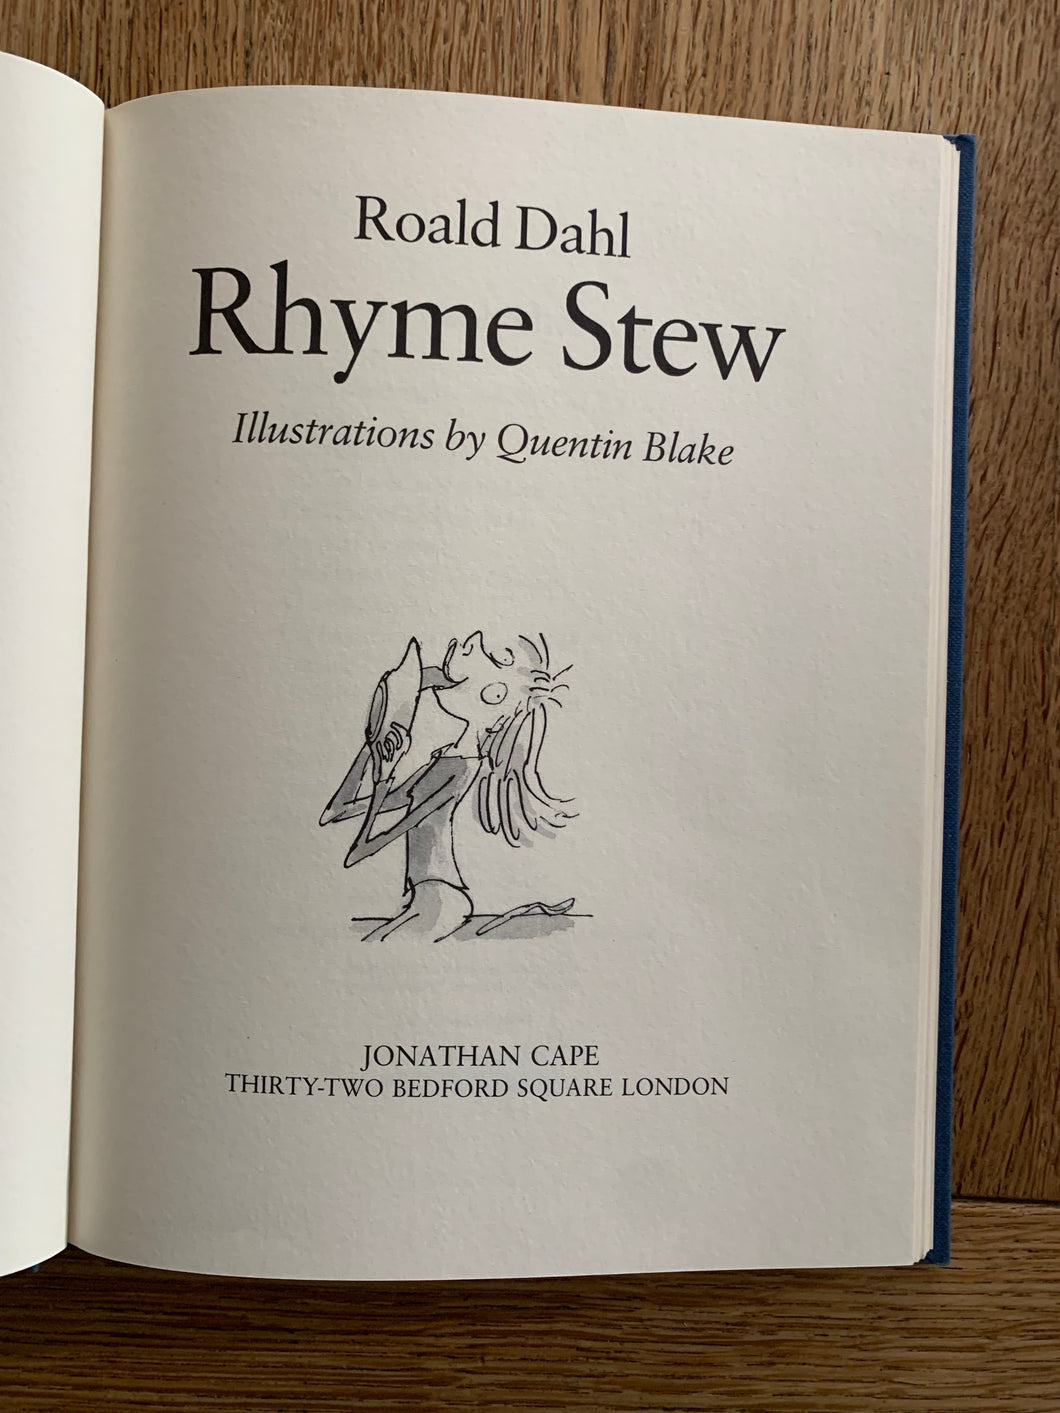 Roald Dahl
Rhyme Stew
Illustrations by Quentin Blake
JONATHAN CAPE
THIRTY-TWO BEDFORD SQUARE LONDON